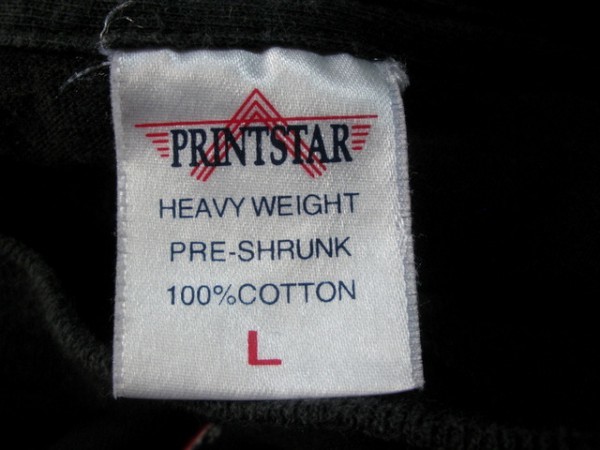 PRINTSTAR
HEAVY WEIGHT
PRE-SHRUNK
100%COTTON
L